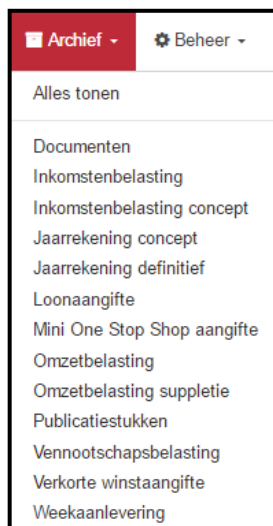 Archief Beheer
Alles tonen
Documenten
Inkomstenbelasting
Inkomstenbelasting concept
Jaarrekening concept
Jaarrekening definitief
Loonaangifte
Mini One Stop Shop aangifte
Omzetbelasting
Omzetbelasting suppletie
Publicatiestukken
Vennootschapsbelasting
Verkorte winstaangifte
Weekaanlevering